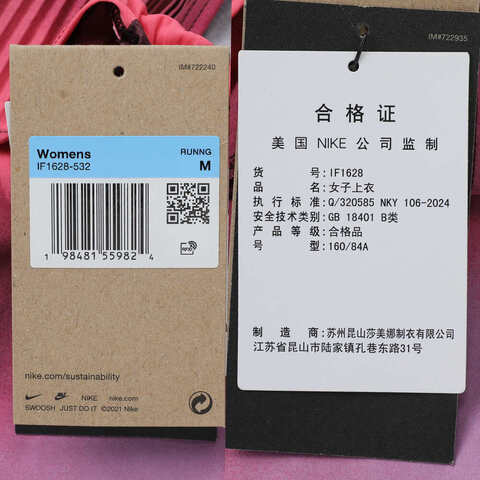 IM#722240
Womens
IF1628-532
RUNNG
M
1 98481 55982 4
RFID
nike.com/sustainability
NIKE nike.com
SWOOSH JUST DO IT ©2021 NIKE
IM#722935
合格证
美国 NIKE 公司监制
货号:IF1628
品名:女子上衣
执行标准:Q/320585 NKY 106-2024
安全技术类别:GB 18401 B类
产品等级:合格品
号型:160/84A
制造商:苏州昆山莎美娜制衣有限公司
江苏省昆山市陆家镇孔巷东路31号